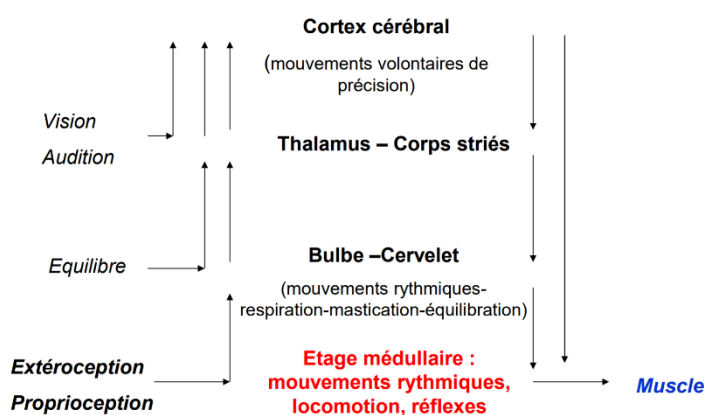 Cortex cérébral
(mouvements volontaires de
précision)
Vision
Audition
Thalamus – Corps striés
Equilibre
Bulbe –Cervelet
(mouvements rythmiques-
respiration-mastication-équilibration)
Extéroception
Proprioception
Etage médullaire :
mouvements rythmiques,
locomotion, réflexes
Muscle